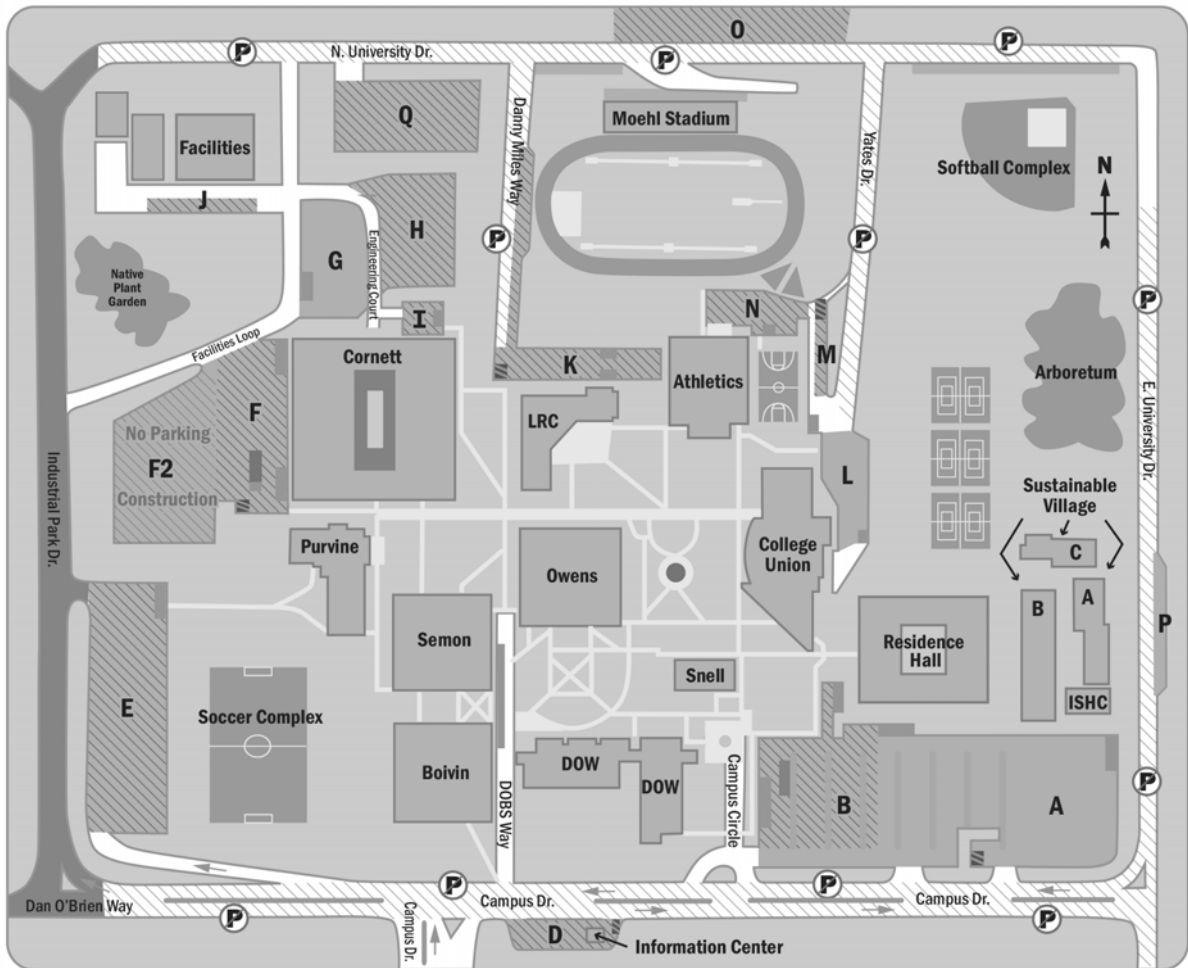 O
P
P
P
N. University Dr.
Q
Moehl Stadium
Facilities
Danny Miles Way
Yates Dr.
Softball Complex
N
J
H
P
P
G
Engineering Court
Native
Plant
Garden
P
I
N
Facilities Loop
Cornett
K
M
Athletics
Arboretum
E. University Dr.
F
LRC
No Parking
F2
Construction
Industrial Park Dr.
L
Sustainable
Village
Purvine
College
Union
C
Owens
A
B
P
Semon
Residence
Hall
Snell
ISHC
E
Soccer Complex
Boivin
DOW
DOW
DOBS Way
Campus Circle
B
A
P
P
P
Dan O'Brien Way
Campus Dr.
Campus Dr.
P
P
Campus Dr.
D
Information Center